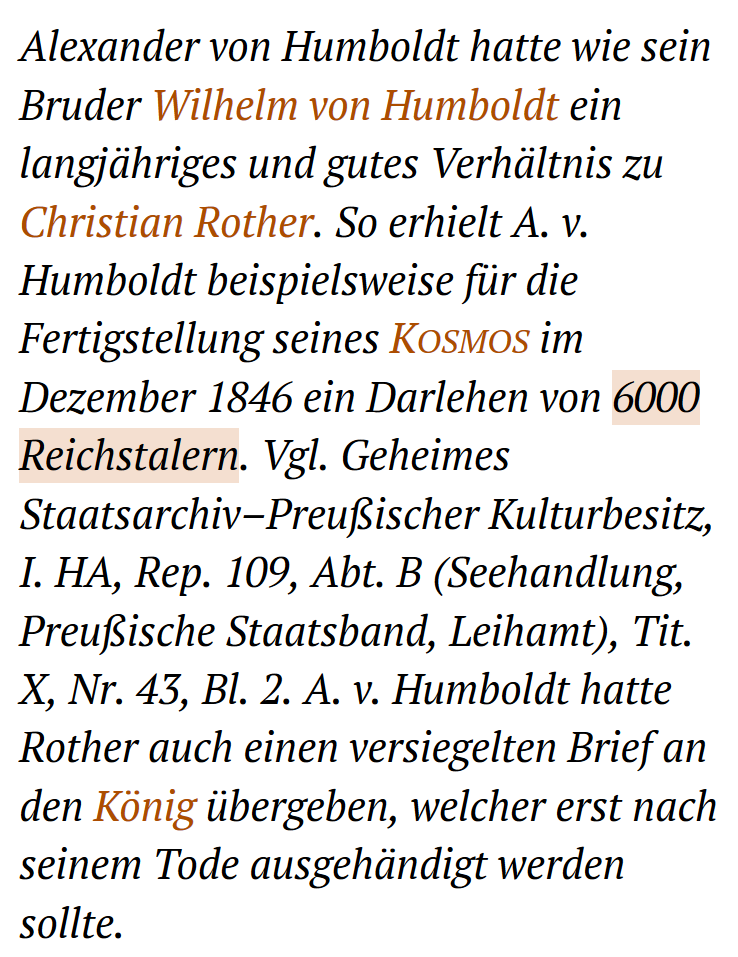 Alexander von Humboldt hatte wie sein
Bruder Wilhelm von Humboldt ein
langjähriges und gutes Verhältnis zu
Christian Rother. So erhielt A. v.
Humboldt beispielsweise für die
Fertigstellung seines Kosmos im
Dezember 1846 ein Darlehen von 6000
Reichstalern. Vgl. Geheimes
Staatsarchiv–Preußischer Kulturbesitz,
I. HA, Rep. 109, Abt. B (Seehandlung,
Preußische Staatsband, Leihamt), Tit.
X, Nr. 43, Bl. 2. A. v. Humboldt hatte
Rother auch einen versiegelten Brief an
den König übergeben, welcher erst nach
seinem Tode ausgehändigt werden
sollte.